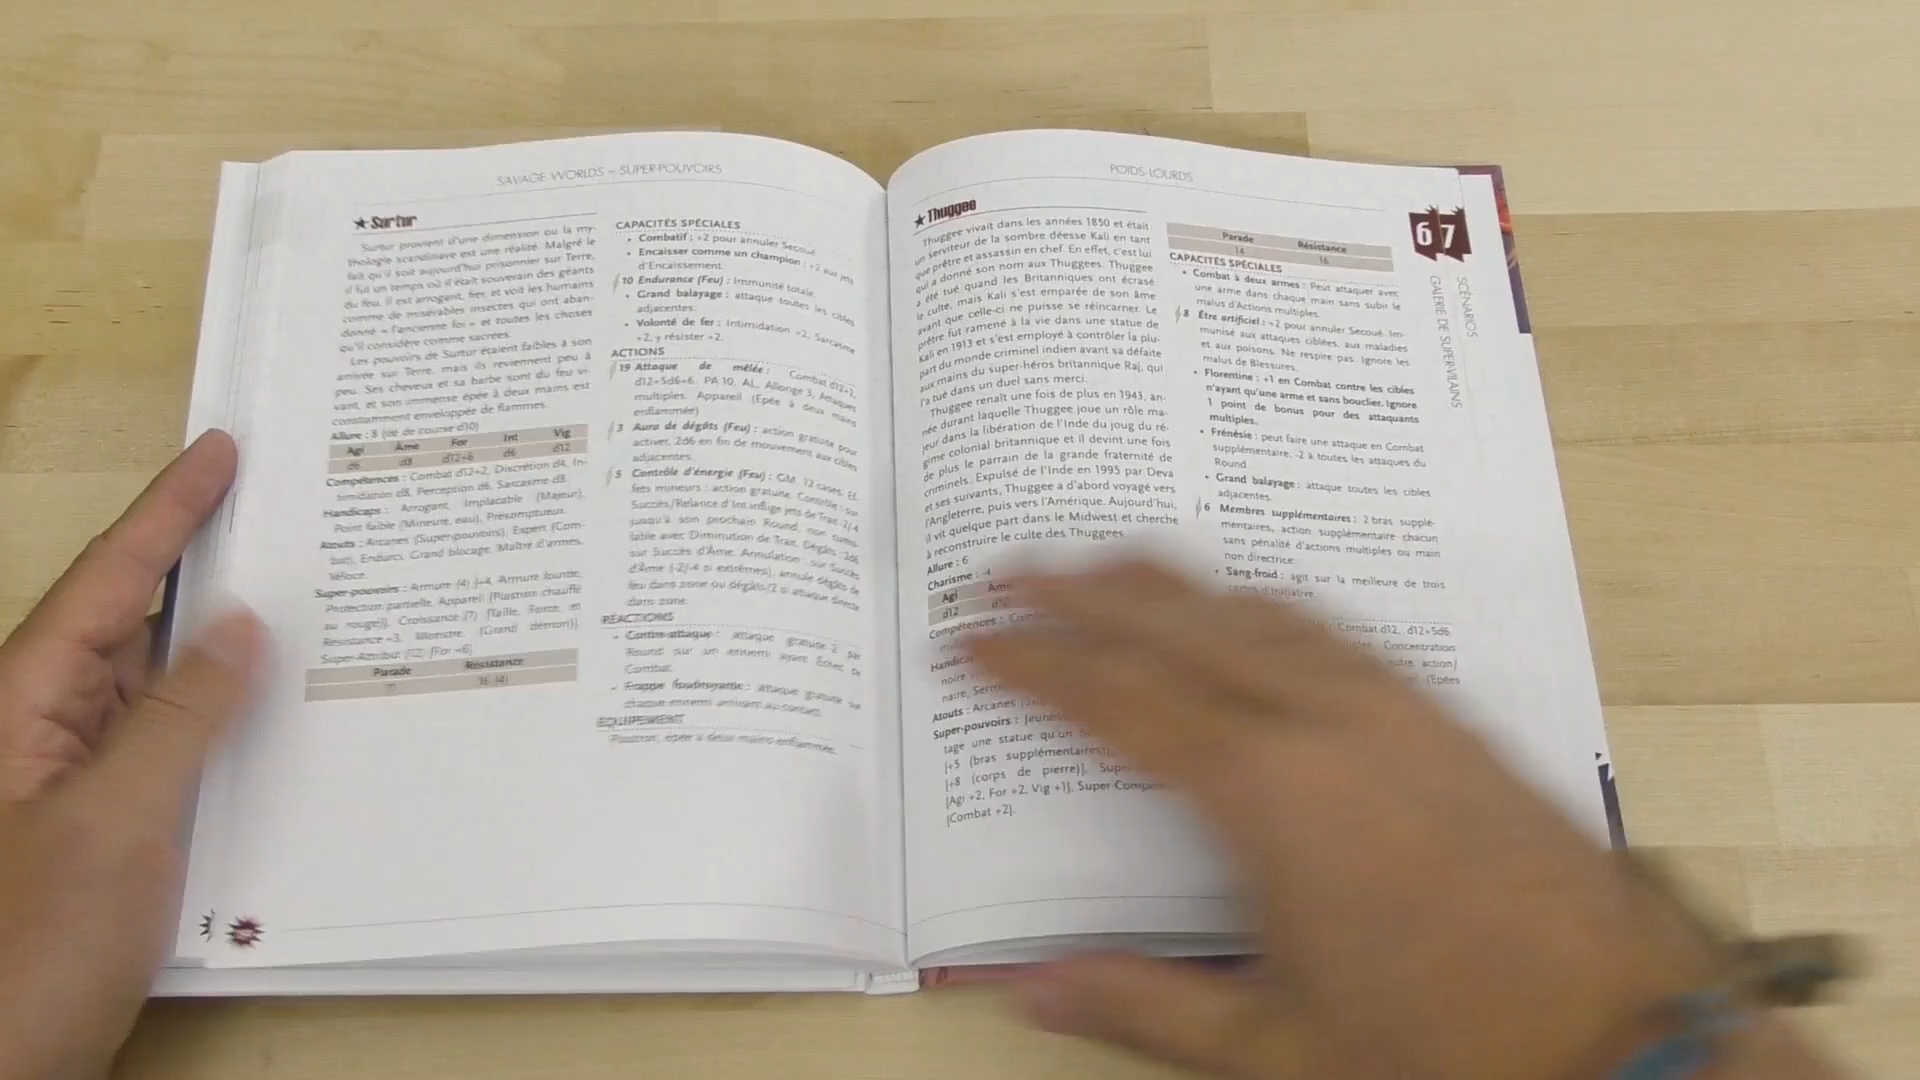 SAVAGE WORLDS – SUPER-POUVOIRS
★ Surtur
Surtur provient d'une dimension ou la my-
thologie scandinave est une réalité. Malgré le
fait qu'il soit aujourd'hui prisonnier sur Terre,
il fut un temps où il était souverain des géants
du feu. Il est arrogant, fier, et voit les humains
comme de misérables insectes qui ont aban-
donné « l'ancienne foi » et toutes les choses
qu'il considère comme sacrées.
Les pouvoirs de Surtur étaient faibles à son
arrivée sur Terre, mais ils reviennent peu à
peu. Ses cheveux et sa barbe sont du feu vi-
vant, et son immense épée à deux mains est
constamment enveloppée de flammes.
Allure : 8 (dé de course d10)
Agi Âme For Int Vig
d6 d8 d12+6 d6 d12
Compétences : Combat d12+2, Discrétion d4, In-
timidation d8, Perception d6, Sarcasme d8.
Handicaps : Arrogant, Implacable (Majeur),
Point faible (Mineure, eau), Présomptueux.
Atouts : Arcanes (Super-pouvoirs), Expert (Com-
bat), Endurci, Grand blocage, Maître d'armes,
Véloce.
Super-pouvoirs : Armure (4) [+4, Armure lourde,
Protection partielle, Appareil (Plastron chauffé
au rouge)], Croissance (7) [Taille, Force et
Résistance +3, Monstre, (Grand démon)],
Super-Attribut (12) [For +6].
Parade Résistance
16 (4)
CAPACITÉS SPÉCIALES
• Combatif : +2 pour annuler Secoué.
• Encaisser comme un champion : +2 aux jets
d'Encaissement.
10 Endurance (Feu) : Immunité totale.
• Grand balayage : attaque toutes les cibles
adjacentes.
• Volonté de fer : Intimidation +2, Sarcasme
+2, y résister +2.
ACTIONS
19 Attaque de mêlée : Combat d12+2,
d12+5d6+6, PA 10, AL, Allonge 3, Attaques
multiples, Appareil (Epée à deux mains
enflammée)
3 Aura de dégâts (Feu) : action gratuite pour
activer, 2d6 en fin de mouvement aux cibles
adjacentes.
5 Contrôle d'énergie (Feu) : GM, 12 cases, Ef-
fets mineurs : action gratuite. Contrôle : sur
Succès/Relance d'Int inflige jets de Trait -2/-4
jusqu'à son prochain Round, non cumu-
lable avec Diminution de Trait. Dégâts : 2d6
sur Succès d'Âme. Annulation : sur Succès
d'Âme (-2/-4 si extrêmes), annule dégâts de
feu dans zone ou dégâts/2 si attaque directe
dans zone.
RÉACTIONS
• Contre-attaque : attaque gratuite -2 par
Round sur un ennemi ayant Échec en
Combat.
• Frappe foudroyante : attaque gratuite sur
chaque ennemi arrivant au contact.
ÉQUIPEMENT
Plastron, épée à deux mains enflammée.
POIDS LOURDS
★ Thuggee
Thuggee vivait dans les années 1850 et était
un serviteur de la sombre déesse Kali en tant
que prêtre et assassin en chef. En effet, c'est lui
qui a donné son nom aux Thuggees. Thuggee
a été tué quand les Britanniques ont écrasé
le culte, mais Kali s'est emparée de son âme
avant que celle-ci ne puisse se réincarner. Le
prêtre fut ramené à la vie dans une statue de
Kali en 1913 et s'est employé à contrôler la plu-
part du monde criminel indien avant sa défaite
aux mains du super-héros britannique Raj, qui
l'a tué dans un duel sans merci.
Thuggee renaît une fois de plus en 1943, an-
née durant laquelle Thuggee joue un rôle ma-
jeur dans la libération de l'Inde du joug du ré-
gime colonial britannique et il devint une fois
de plus le parrain de la grande fraternité de
criminels. Expulsé de l'Inde en 1995 par Deva
et ses suivants, Thuggee a d'abord voyagé vers
l'Angleterre, puis vers l'Amérique. Aujourd'hui,
il vit quelque part dans le Midwest et cherche
à reconstruire le culte des Thuggees.
Allure : 6
Charisme : -4
Agi Âme
d12
Compétences :
noire
naire,
Atouts : Arcanes
Super-pouvoirs :
tage une statue qu'un
[+5 (bras supplémentaires)],
[+8 (corps de pierre)],
[Agi +2, For +2, Vig +1],
[Combat +2].
Parade Résistance
14 16
CAPACITÉS SPÉCIALES
• Combat à deux armes : Peut attaquer avec
une arme dans chaque main sans subir le
malus d'Actions multiples.
8 Être artificiel : +2 pour annuler Secoué. Im-
munisé aux attaques ciblées, aux maladies
et aux poisons. Ne respire pas. Ignore les
malus de Blessures.
• Florentine : +1 en Combat contre les cibles
n'ayant qu'une arme et sans bouclier. Ignore
1 point de bonus pour des attaquants
multiples.
• Frénésie : peut faire une attaque en Combat
supplémentaire, -2 à toutes les attaques du
Round.
• Grand balayage : attaque toutes les cibles
adjacentes.
6 Membres supplémentaires : 2 bras supplé-
mentaires, action supplémentaire chacun
sans pénalité d'actions multiples ou main
non directrice.
• Sang-froid : agit sur la meilleure de trois
cartes d'initiative.
Combat d12, d12+5d6
Concentration
autre action]
(Epées
67
SCÉNARIOS
GALERIE DE SUPERVILAINS